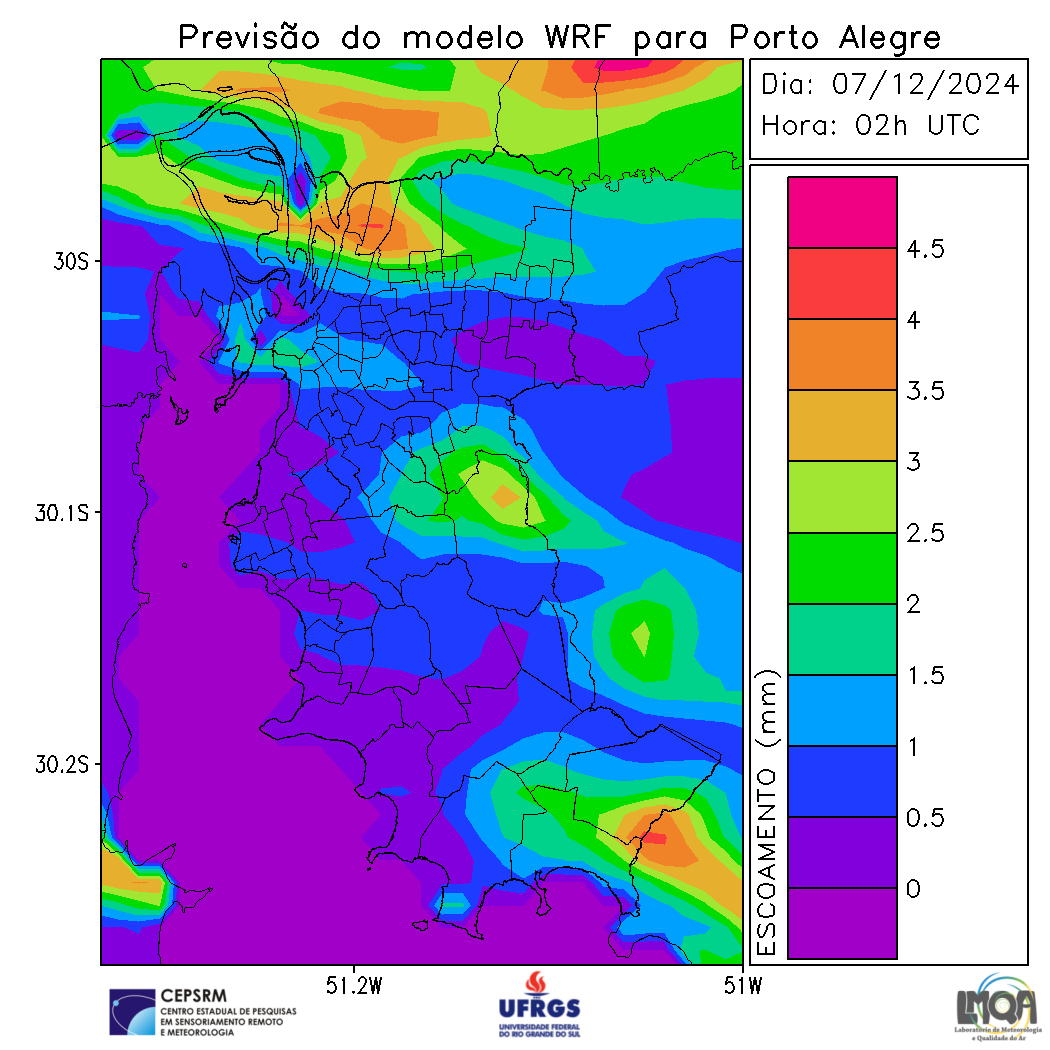 Previsão do modelo WRF para Porto Alegre
Dia: 07/12/2024
Hora: 02h UTC
30S
30.1S
30.2S
51.2W
51W
4.5
4
3.5
3
2.5
2
1.5
1
0.5
0
ESCOAMENTO (mm)
CEPSRM
CENTRO ESTADUAL DE PESQUISAS
EM SENSORIAMENTO REMOTO
E METEOROLOGIA
UFRGS
UNIVERSIDADE FEDERAL
DO RIO GRANDE DO SUL
LMQA
Laboratório de Meteorologia
e Qualidade do Ar